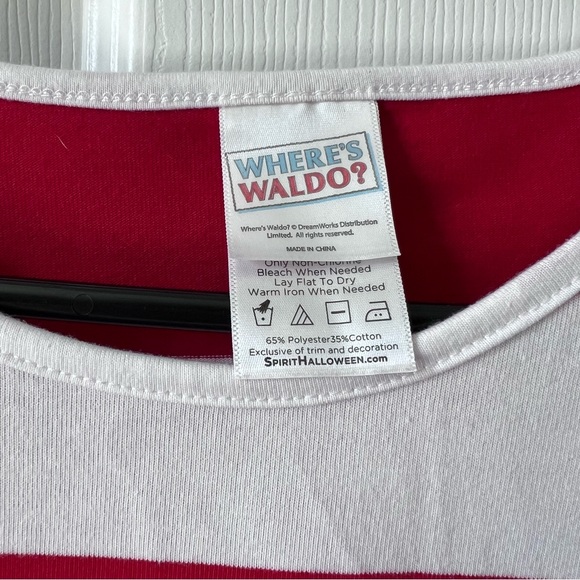 WHERE'S
WALDO?
Where's Waldo? © DreamWorks Distribution
Limited. All rights reserved.
MADE IN CHINA
Only Non-Chlorine
Bleach When Needed
Lay Flat To Dry
Warm Iron When Needed
65% Polyester35%Cotton
Exclusive of trim and decoration
SPIRITHALLOWEEN.com